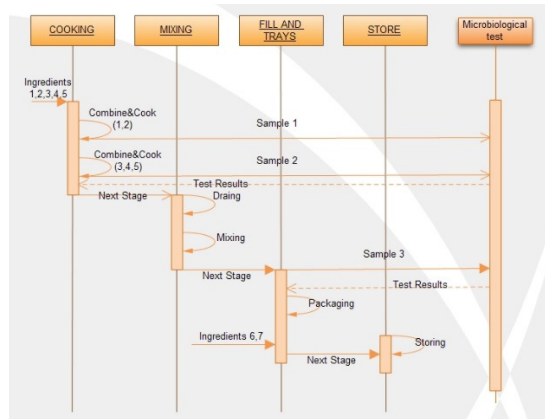 COOKING
MIXING
FILL AND
TRAYS
STORE
Microbiological
test
Ingredients
1,2,3,4,5
Combine&Cook
(1,2)
Sample 1
Combine&Cook
(3,4,5)
Sample 2
Test Results
Next Stage
Draing
Mixing
Sample 3
Next Stage
Test Results
Packaging
Ingredients 6,7
Storing
Next Stage